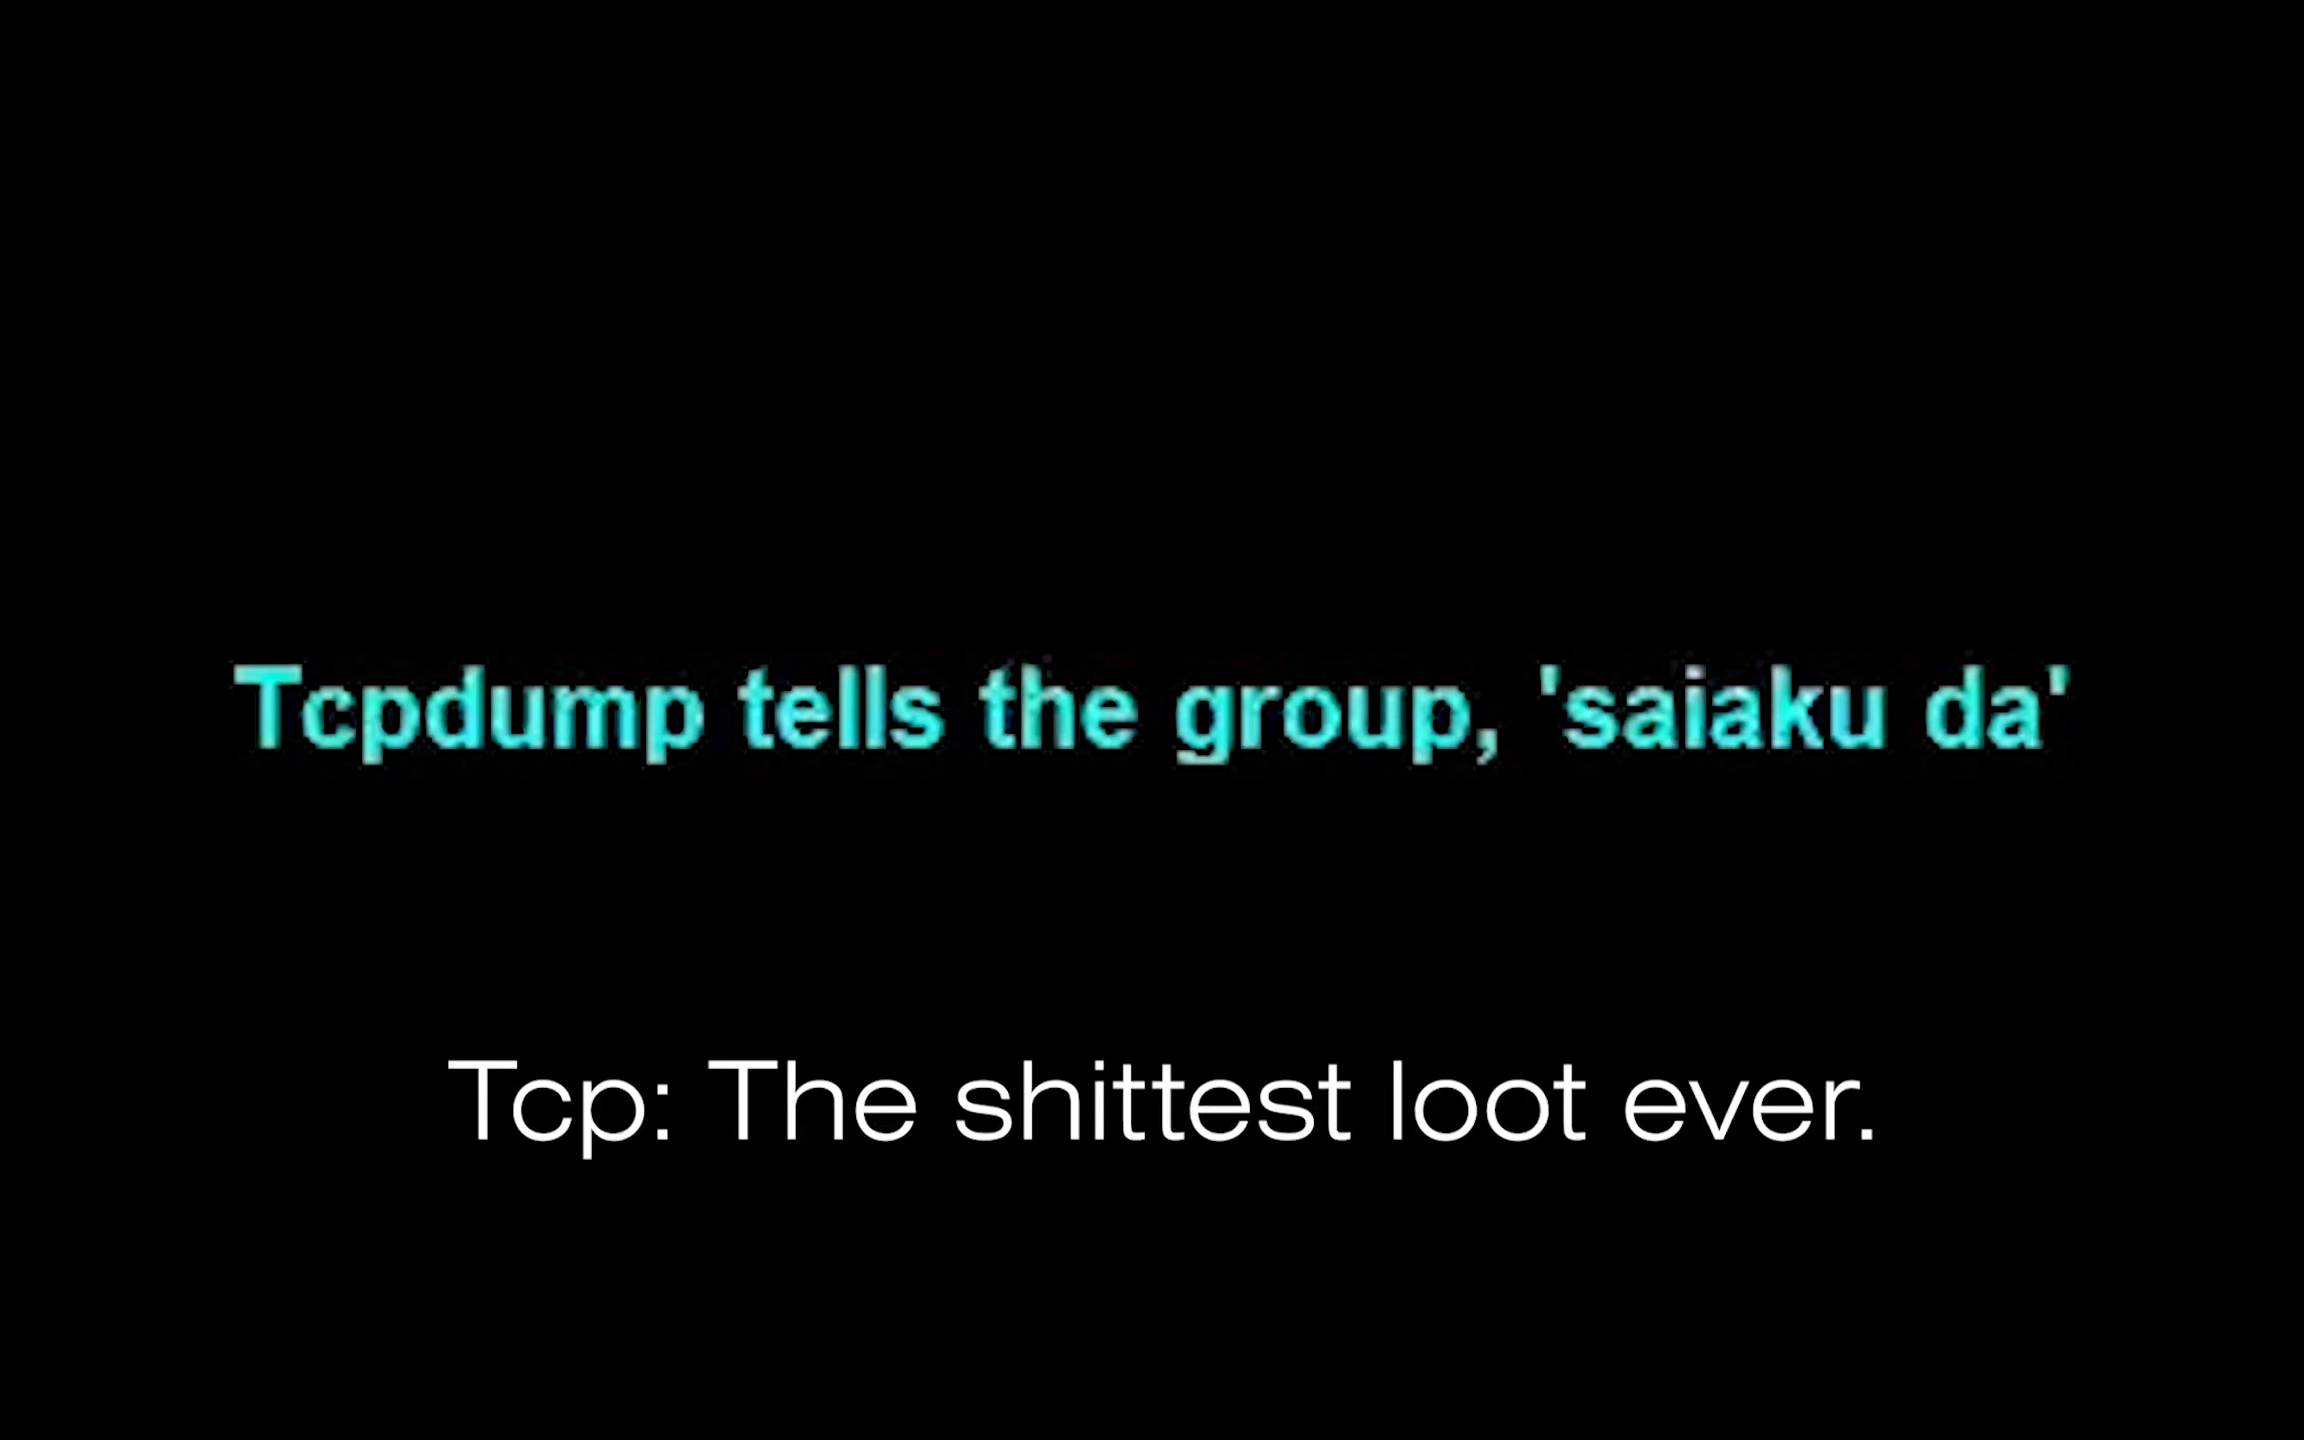 Tcpdump tells the group, 'saiaku da'
Tcp: The shittest loot ever.